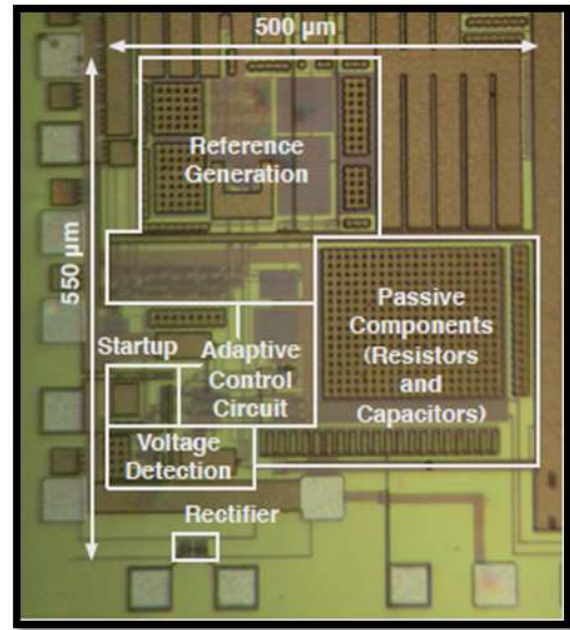 500 µm
550 µm
Reference
Generation
Passive
Components
(Resistors
and
Capacitors)
Startup
Adaptive
Control
Circuit
Voltage
Detection
Rectifier